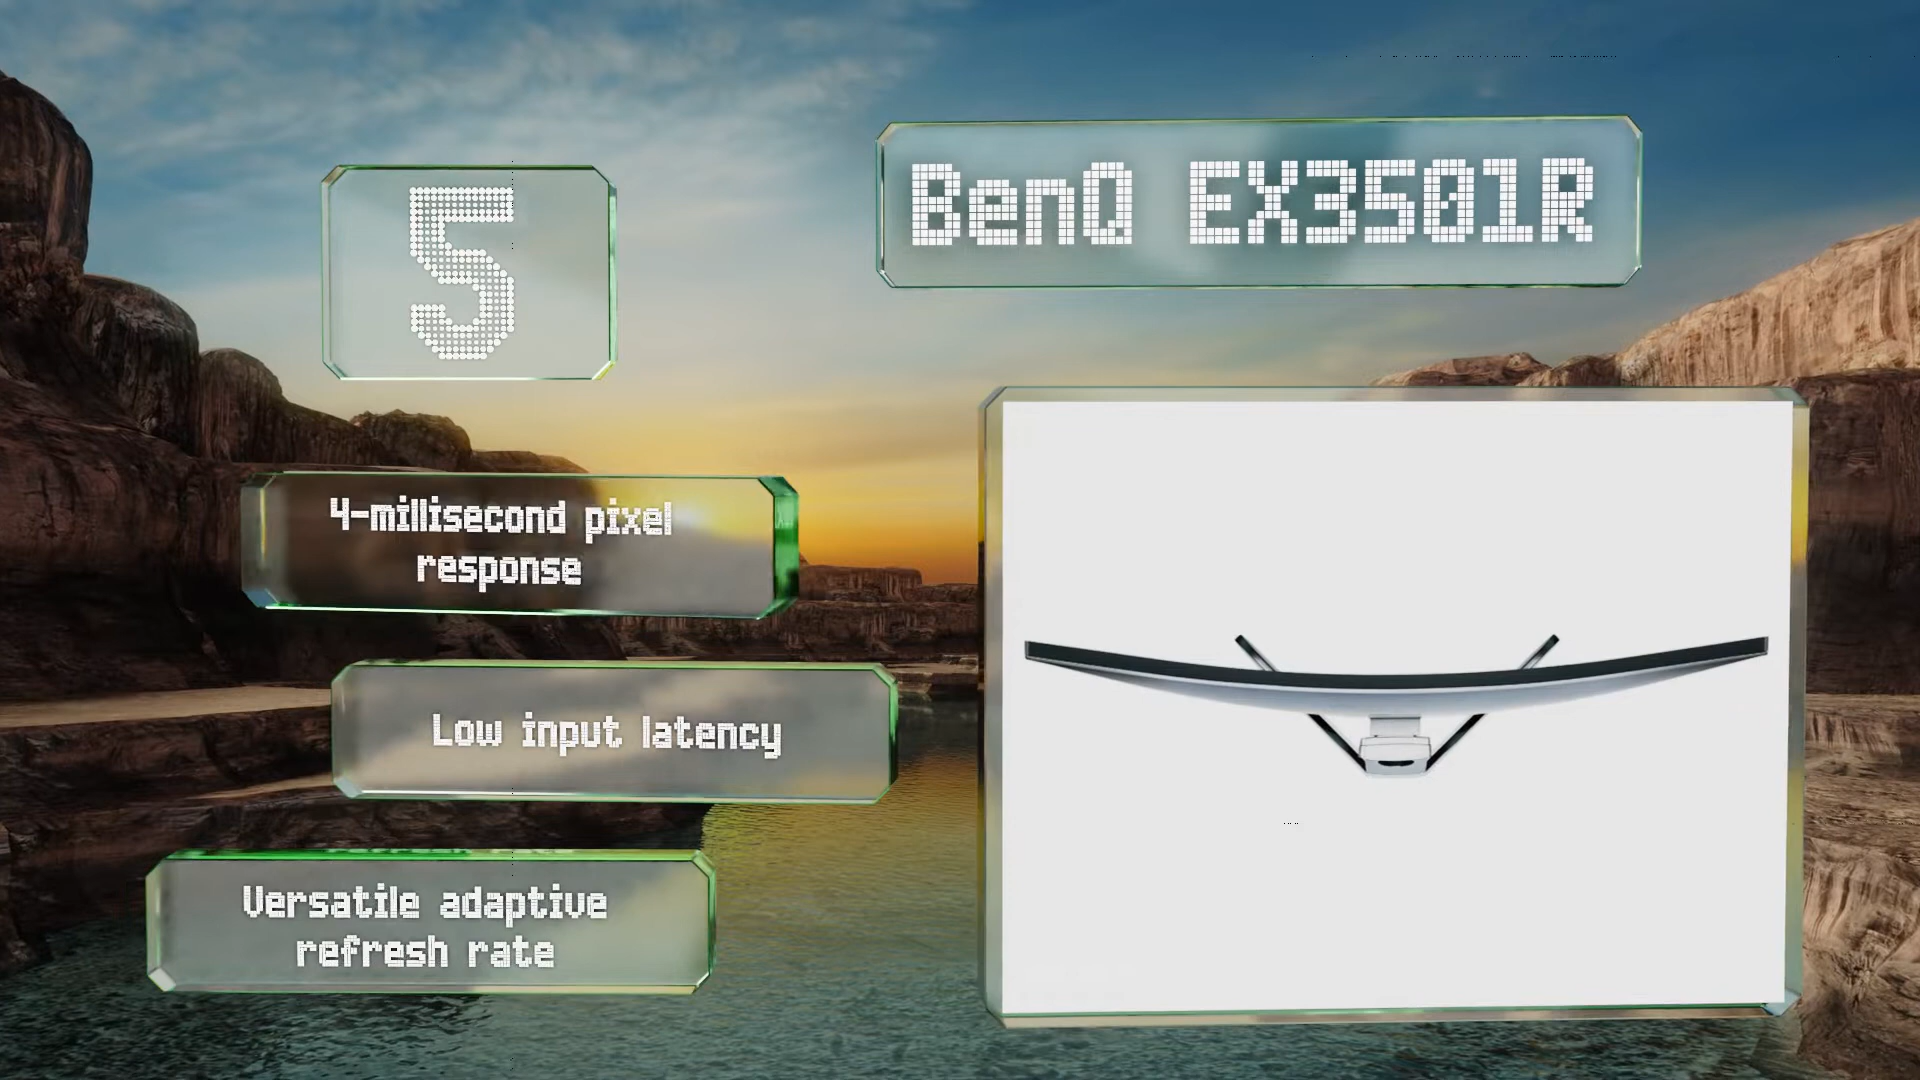 5
BenQ EX3501R
4-millisecond pixel
response
Low input latency
Versatile adaptive
refresh rate